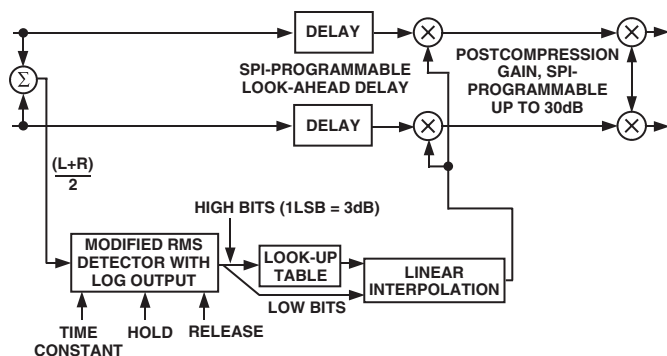 DELAY
SPI-PROGRAMMABLE
LOOK-AHEAD DELAY
POSTCOMPRESSION
GAIN, SPI-
PROGRAMMABLE
UP TO 30dB
Σ
DELAY
(L+R)
2
HIGH BITS (1LSB = 3dB)
MODIFIED RMS
DETECTOR WITH
LOG OUTPUT
LOOK-UP
TABLE
LINEAR
INTERPOLATION
LOW BITS
TIME
CONSTANT
HOLD
RELEASE